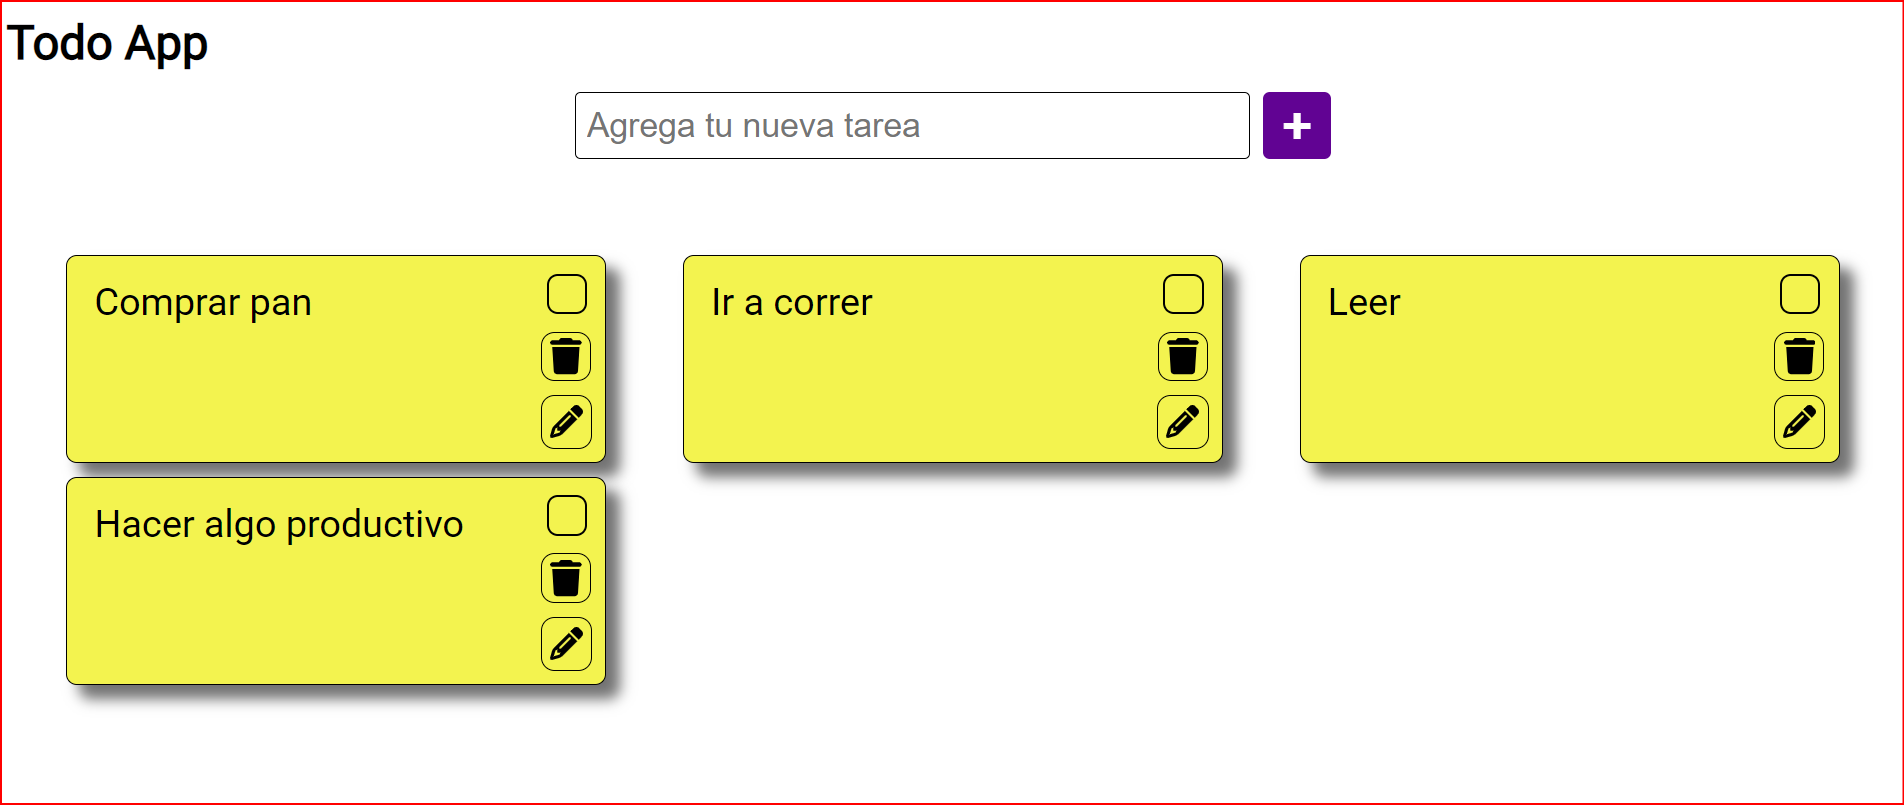 Todo App
Agrega tu nueva tarea
Comprar pan
Ir a correr
Leer
Hacer algo productivo